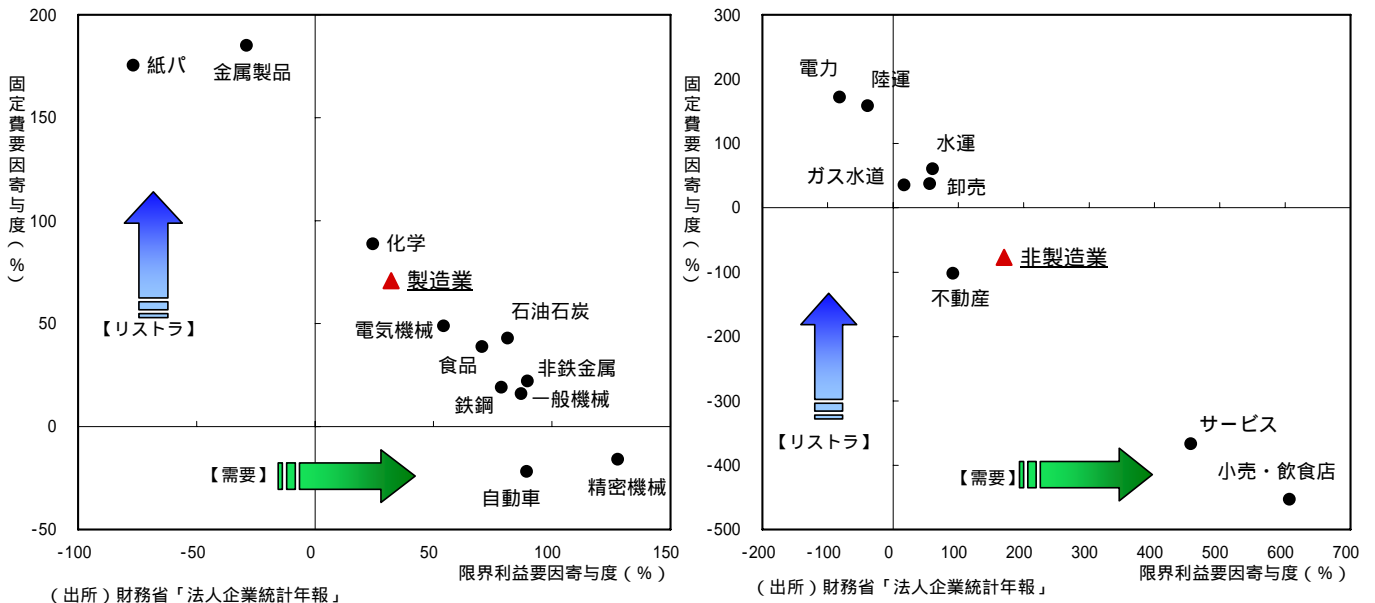 固定費要因寄与度（％）
200
150
100
50
0
-50
紙パ
金属製品
化学
製造業
石油石炭
電気機械
食品
非鉄金属
鉄鋼
一般機械
【リストラ】
【需要】
自動車
精密機械
-100
-50
0
50
100
150
限界利益要因寄与度（％）
（出所）財務省「法人企業統計年報」
固定費要因寄与度（％）
300
200
100
0
-100
-200
-300
-400
-500
電力
陸運
水運
ガス水道
卸売
非製造業
不動産
【リストラ】
サービス
【需要】
小売・飲食店
-200
-100
0
100
200
300
400
500
600
700
限界利益要因寄与度（％）
（出所）財務省「法人企業統計年報」